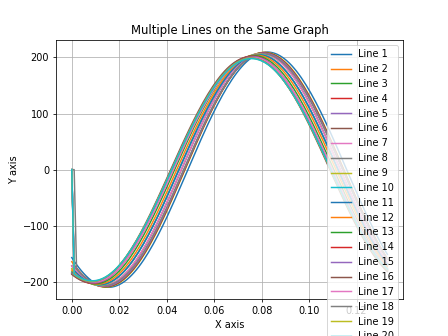 Multiple Lines on the Same Graph
200
100
0
−100
−200
Y axis
0.00
0.02
0.04
0.06
0.08
0.10
X axis
Line 1
Line 2
Line 3
Line 4
Line 5
Line 6
Line 7
Line 8
Line 9
Line 10
Line 11
Line 12
Line 13
Line 14
Line 15
Line 16
Line 17
Line 18
Line 19
Line 20